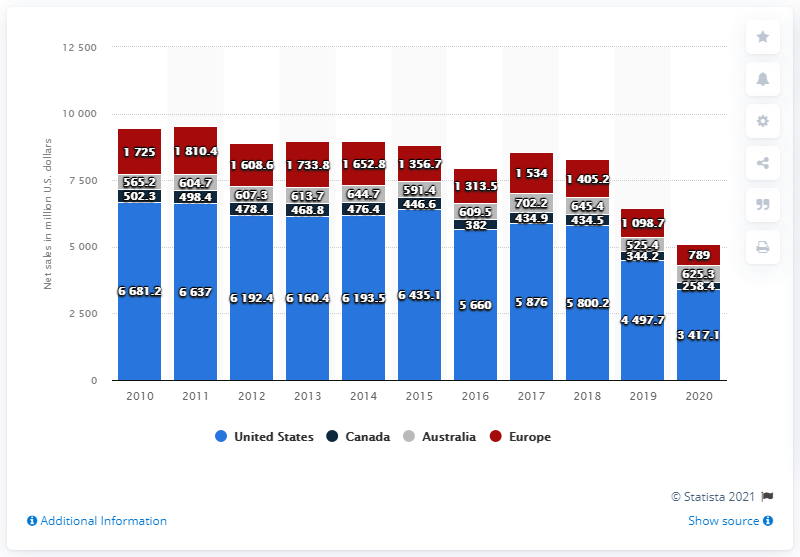 12 500
10 000
7 500
5 000
2 500
0
Net sales in million U.S. dollars
1 725 1 810.4 1 608.6 1 733.8 1 652.8 1 356.7 1 313.5 1 534 1 405.2 1 098.7 789
565.2 604.7 607.3 613.7 644.7 591.4 609.5 702.2 645.4 525.4 625.3
502.3 498.4 478.4 468.8 476.4 446.6 382 434.9 434.5 344.2 258.4
6 681.2 6 637 6 192.4 6 160.4 6 193.5 6 435.1 5 660 5 876 5 800.2 4 497.7 3 417.1
2010 2011 2012 2013 2014 2015 2016 2017 2018 2019 2020
United States Canada Australia Europe
© Statista 2021
Additional Information Show source